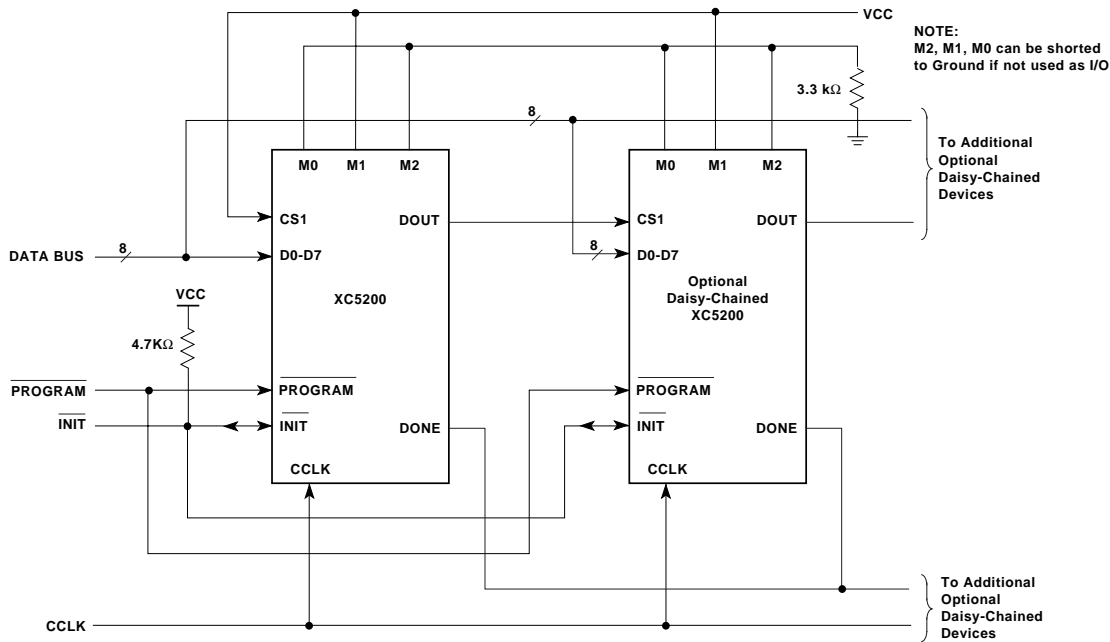 VCC
NOTE:
M2, M1, M0 can be shorted
to Ground if not used as I/O
3.3 kΩ
8
M0 M1 M2
M0 M1 M2
To Additional
Optional
Daisy-Chained
Devices
CS1
DOUT
CS1
DOUT
DATA BUS
8
D0-D7
8
D0-D7
VCC
XC5200
Optional
Daisy-Chained
XC5200
4.7KΩ
PROGRAM
PROGRAM
PROGRAM
INIT
INIT
DONE
INIT
DONE
CCLK
CCLK
To Additional
Optional
Daisy-Chained
Devices
CCLK